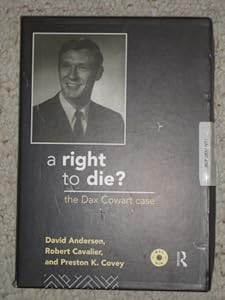 a right
to die?
the Dax Cowart case
David Andersen,
Robert Cavalier,
and Preston K. Covey
R